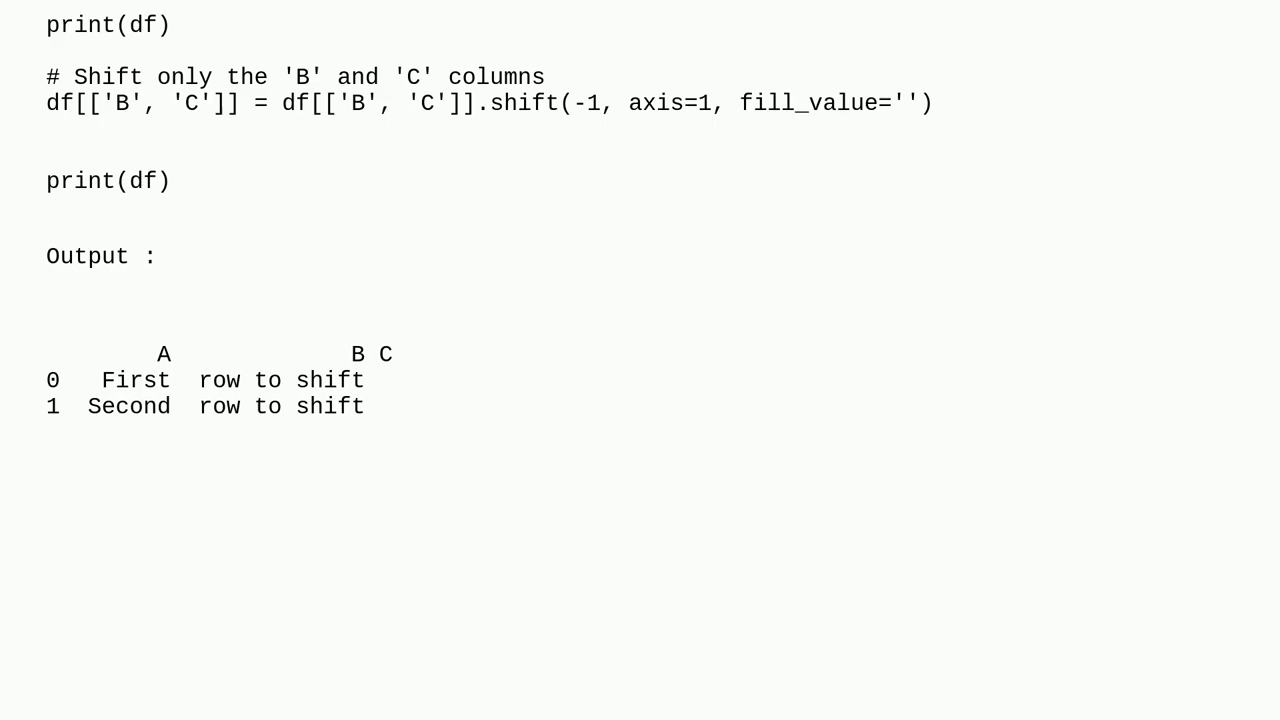 print(df)
# Shift only the 'B' and 'C' columns
df[['B', 'C']] = df[['B', 'C']].shift(-1, axis=1, fill_value='')
print(df)
Output :
        A             B C
0   First  row to shift
1  Second  row to shift